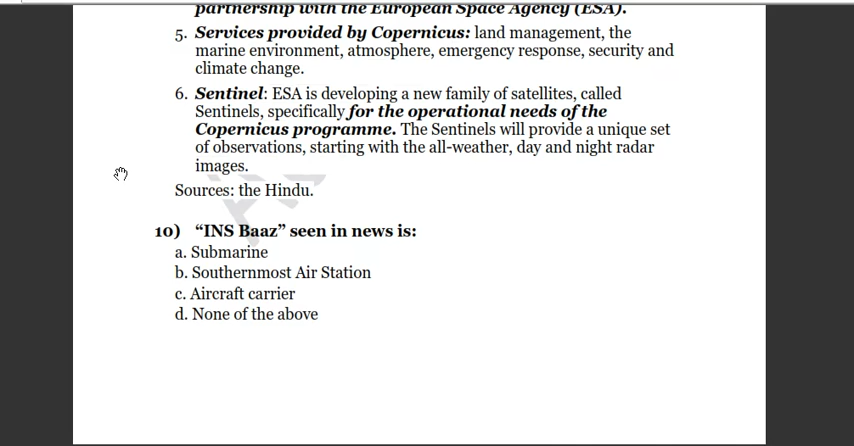 partnership with the European Space Agency (ESA).
5. Services provided by Copernicus: land management, the
marine environment, atmosphere, emergency response, security and
climate change.
6. Sentinel: ESA is developing a new family of satellites, called
Sentinels, specifically for the operational needs of the
Copernicus programme. The Sentinels will provide a unique set
of observations, starting with the all-weather, day and night radar
images.
Sources: the Hindu.
10) “INS Baaz” seen in news is:
a. Submarine
b. Southernmost Air Station
c. Aircraft carrier
d. None of the above